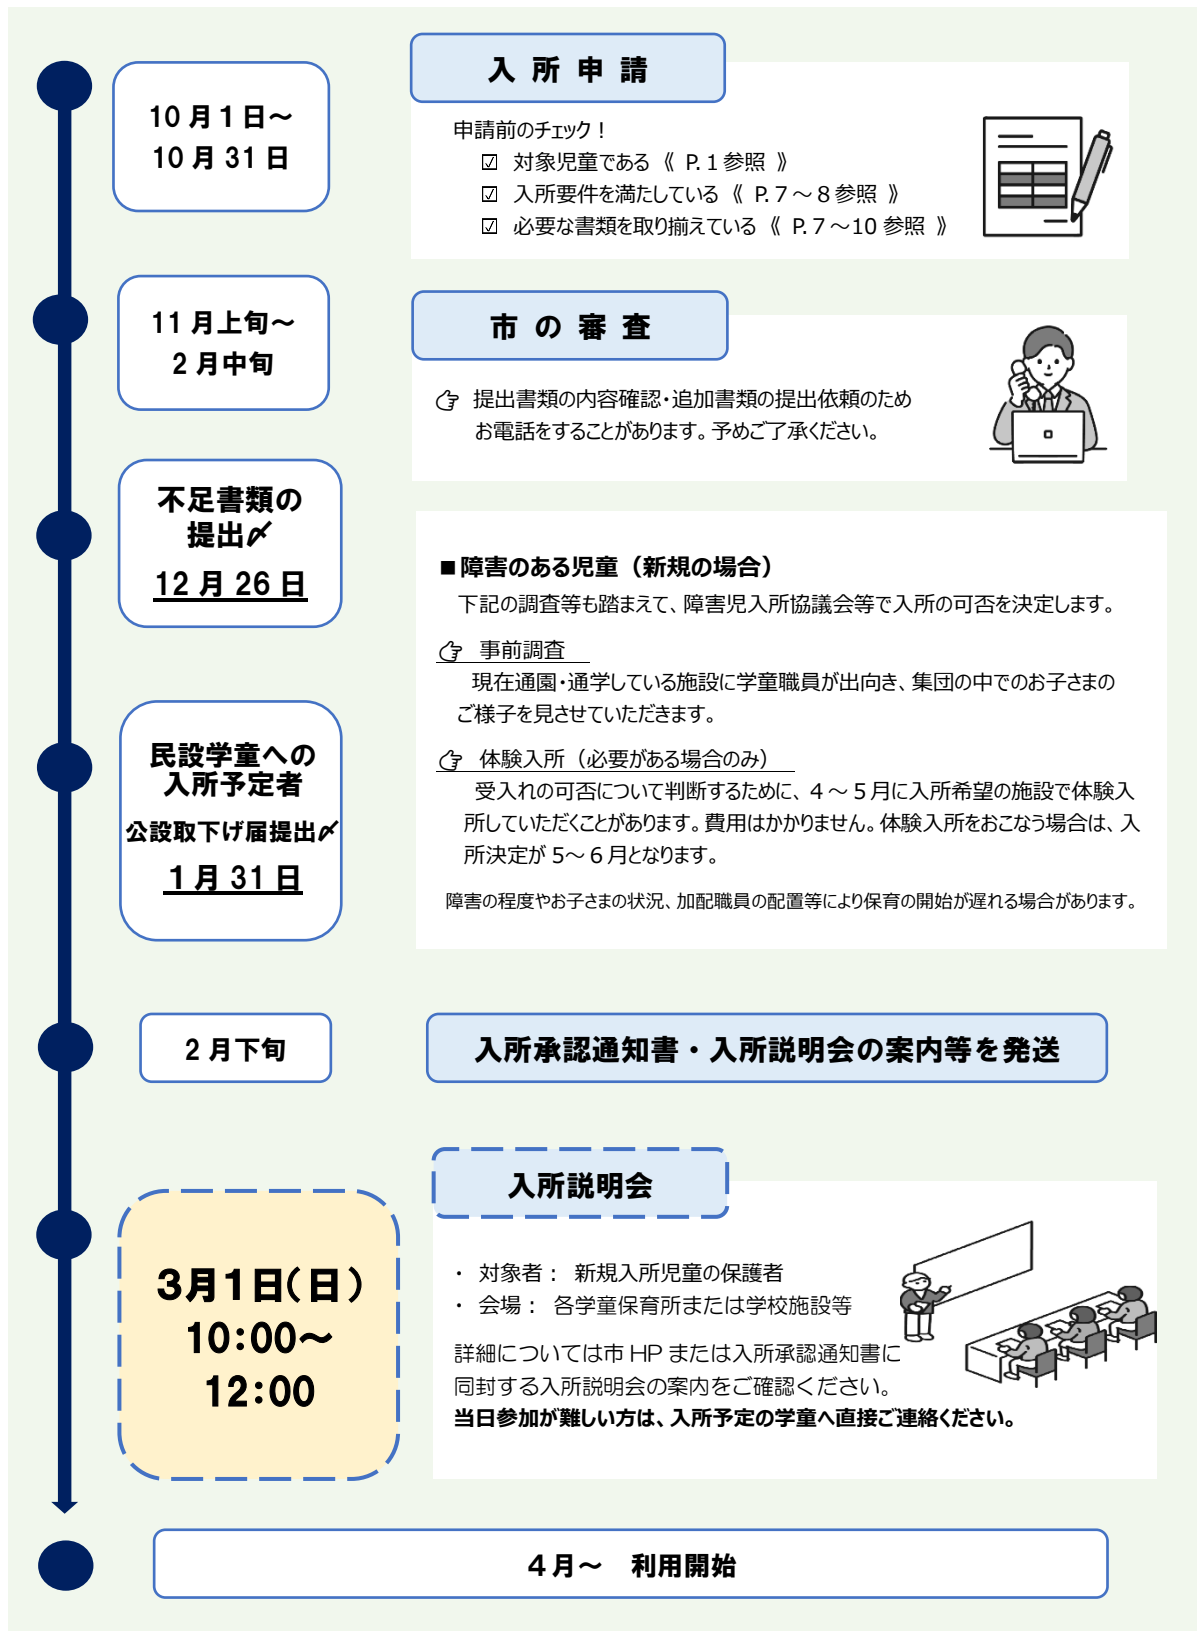 入所申請
10月1日～
10月31日
申請前のチェック！
☑ 対象児童である《 P.1参照 》
☑ 入所要件を満たしている《 P.7～8参照 》
☑ 必要な書類を取り揃えている《 P.7～10参照 》
11月上旬～
2月中旬
市の審査
提出書類の内容確認・追加書類の提出依頼のため
お電話をすることがあります。予めご了承ください。
不足書類の
提出〆
12月26日
■障害のある児童（新規の場合）
下記の調査等も踏まえて、障害児入所協議会等で入所の可否を決定します。
事前調査
現在通園・通学している施設に学童職員が出向き、集団の中でのお子さまの
ご様子を見させていただきます。
体験入所（必要がある場合のみ）
受入れの可否について判断するために、4～5月に入所希望の施設で体験入
所していただくことがあります。費用はかかりません。体験入所をおこなう場合は、入
所決定が5～6月となります。
障害の程度やお子さまの状況、加配職員の配置等により保育の開始が遅れる場合があります。
民設学童への
入所予定者
公設取下げ届提出〆
1月31日
2月下旬
入所承認通知書・入所説明会の案内等を発送
入所説明会
3月1日(日)
10:00～
12:00
・ 対象者： 新規入所児童の保護者
・ 会場： 各学童保育所または学校施設等
詳細については市HPまたは入所承認通知書に
同封する入所説明会の案内をご確認ください。
当日参加が難しい方は、入所予定の学童へ直接ご連絡ください。
4月～ 利用開始